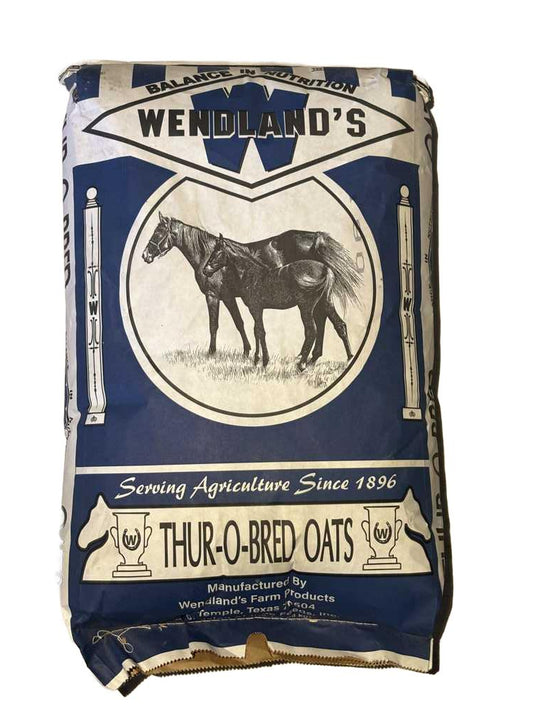 BALANCE IN NUTRITION
W
WENDLAND'S
W
W
Serving Agriculture Since 1896
W THUR-O-BRED OATS W
Manufactured By
Wendland's Farm Products
Temple, Texas